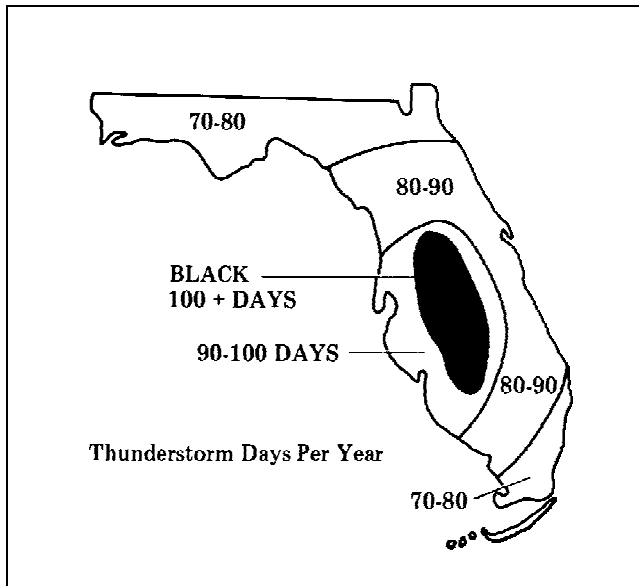 70-80
80-90
BLACK
100 + DAYS
90-100 DAYS
80-90
Thunderstorm Days Per Year
70-80